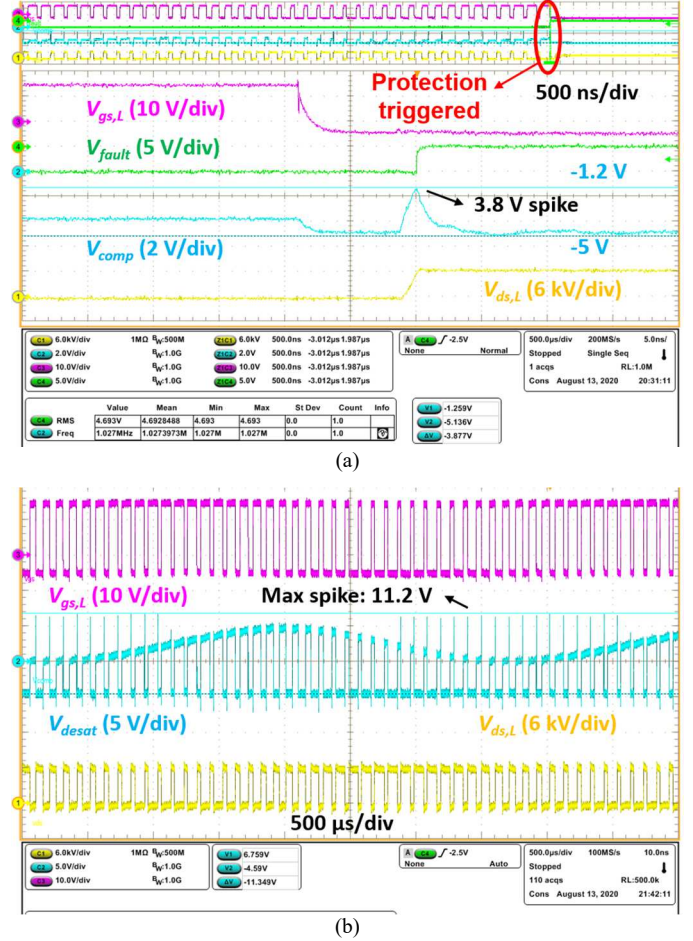 Protection
triggered
500 ns/div
Vgs,L (10 V/div)
Vfault (5 V/div)
-1.2 V
3.8 V spike
Vcomp (2 V/div)
-5 V
Vds,L (6 kV/div)
C1 6.0kV/div 1MΩ BW:500M Z1C1 6.0kV 500.0ns -3.012µs 1.987µs
C2 2.0V/div BW:1.0G Z1C2 2.0V 500.0ns -3.012µs 1.987µs
C3 10.0V/div BW:1.0G Z1C3 10.0V 500.0ns -3.012µs 1.987µs
C4 5.0V/div BW:1.0G Z1C4 5.0V 500.0ns -3.012µs 1.987µs
A C4 -2.5V
None Normal
500.0µs/div 200MS/s 5.0ns/
Stopped Single Seq
1 acqs RL:1.0M
Cons August 13, 2020 20:31:11
Value Mean Min Max St Dev Count Info
C4 RMS 4.693V 4.6928488 4.693 4.693 0.0 1.0
C2 Freq 1.027MHz 1.0273973M 1.027M 1.027M 0.0 1.0
V1 -1.259V
V2 -5.136V
ΔV -3.877V
(a)
Vgs,L (10 V/div)
Max spike: 11.2 V
Vdesat (5 V/div)
Vds,L (6 kV/div)
500 µs/div
C1 6.0kV/div 1MΩ BW:500M
C2 5.0V/div BW:1.0G
C3 10.0V/div BW:1.0G
V1 6.759V
V2 -4.59V
ΔV -11.349V
A C4 -2.5V
None Auto
500.0µs/div 100MS/s 10.0ns
Stopped
110 acqs RL:500.0k
Cons August 13, 2020 21:42:11
(b)